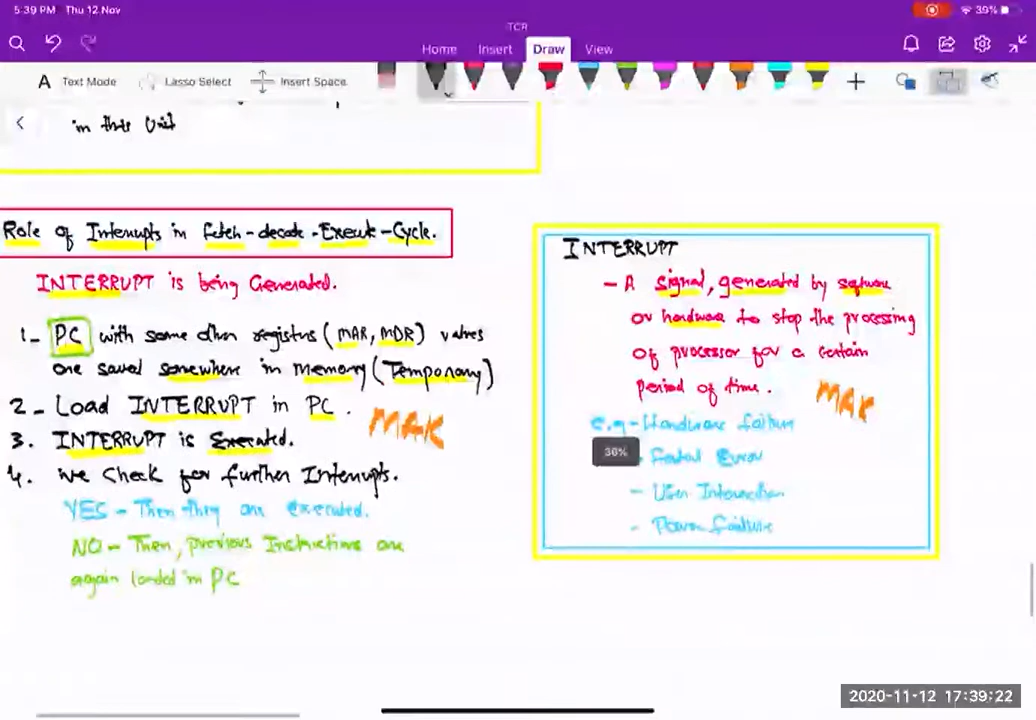 5:39 PM Thu 12 Nov
39%
TCR
Home Insert Draw View
A Text Mode Lasso Select Insert Space
in this Unit
Role of Interrupts in fetch-decode-Execute-Cycle.
INTERRUPT is being Generated.
1- PC with some other registers (MAR, MDR) values
are saved somewhere in memory (Temporary)
2- Load INTERRUPT in PC.
MAK
3. INTERRUPT is Executed.
4. We Check for further Interrupts.
YES - Then they are executed.
NO - Then, previous Instructions are
again loaded in PC
INTERRUPT
- A signal, generated by software
or hardware to stop the processing
of processor for a certain
period of time.
MAK
e.g - Hardware failure
36%
Fatal Error
- User Interaction
- Power failure
2020-11-12 17:39:22